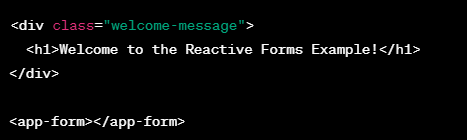 <div class="welcome-message">
<h1>Welcome to the Reactive Forms Example!</h1>
</div>
<app-form></app-form>